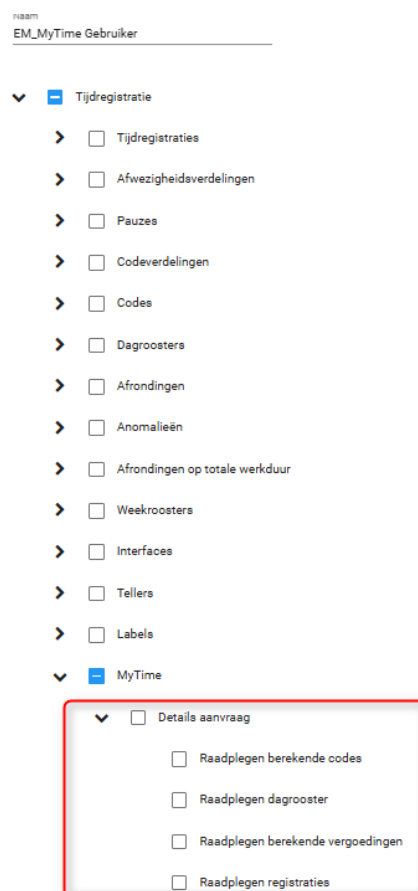 Naam
EM_MyTime Gebruiker
Tijdregistratie
Tijdregistraties
Afwezigheidsverdelingen
Pauzes
Codeverdelingen
Codes
Dagroosters
Afrondingen
Anomalieën
Afrondingen op totale werkduur
Weekroosters
Interfaces
Tellers
Labels
MyTime
Details aanvraag
Raadplegen berekende codes
Raadplegen dagrooster
Raadplegen berekende vergoedingen
Raadplegen registraties